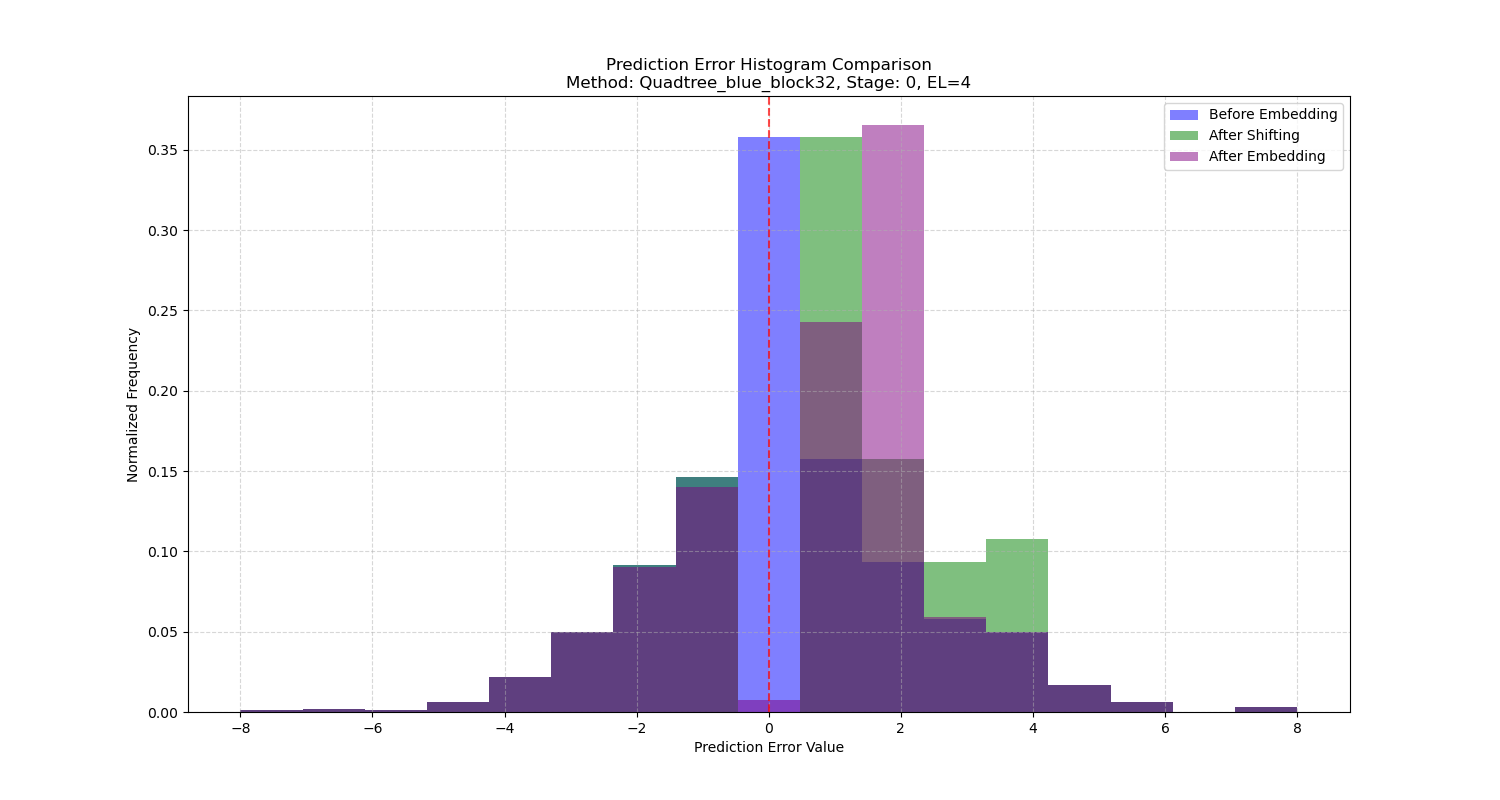 Prediction Error Histogram Comparison
Method: Quadtree_blue_block32, Stage: 0, EL=4
Before Embedding
After Shifting
After Embedding
Normalized Frequency
0.35
0.30
0.25
0.20
0.15
0.10
0.05
0.00
−8 −6 −4 −2 0 2 4 6 8
Prediction Error Value